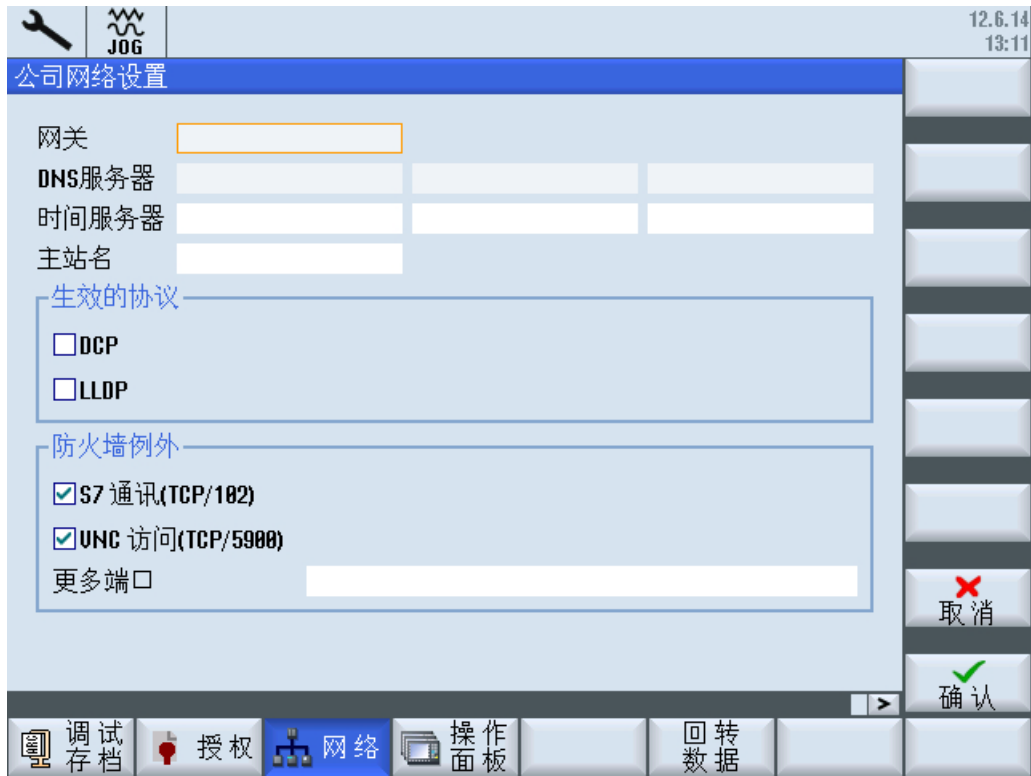 JOG
12.6.14
13:11
公司网络设置
网关
DNS服务器
时间服务器
主站名
生效的协议
DCP
LLDP
防火墙例外
S7 通讯(TCP/102)
VNC 访问(TCP/5900)
更多端口
取消
确认
>
调试
存档
授权
网络
操作
面板
回转
数据